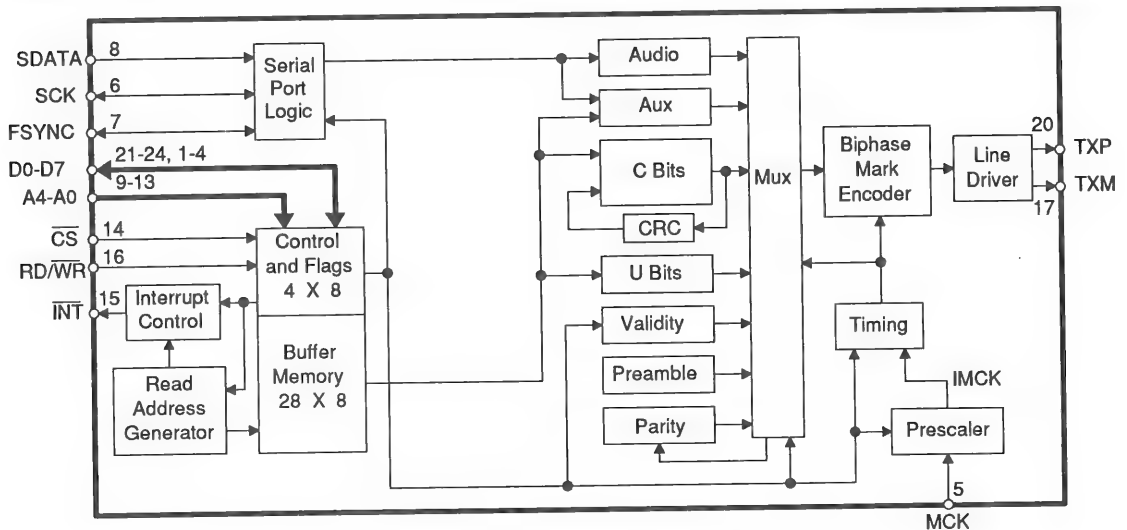 SDATA
8
SCK
6
FSYNC
7
D0-D7
21-24, 1-4
9-13
A4-A0
C̅S̅
14
RD/W̅R̅
16
I̅N̅T̅
15
Serial
Port
Logic
Control
and Flags
4 X 8
Interrupt
Control
Buffer
Memory
28 X 8
Read
Address
Generator
Audio
Aux
C Bits
CRC
U Bits
Validity
Preamble
Parity
Mux
Biphase
Mark
Encoder
Line
Driver
20
TXP
TXM
17
Timing
IMCK
Prescaler
5
MCK